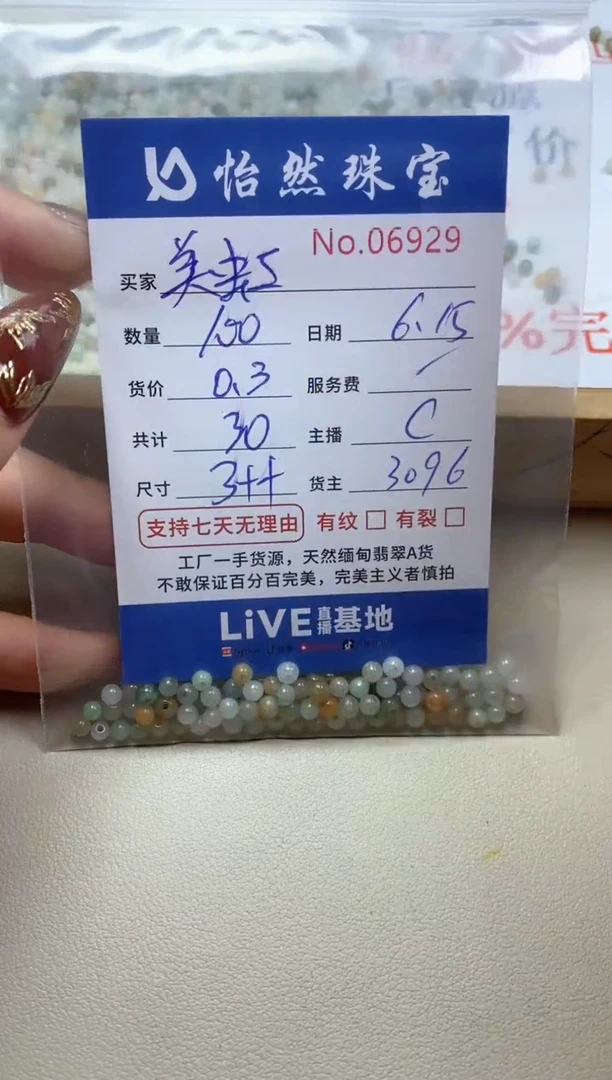 怡然珠宝
No.06929
买家
数量 100 日期 6.15
货价 0.3 服务费
共计 30 主播 C
尺寸 3++ 货主 3096
支持七天无理由 有纹 有裂
工厂一手货源，天然缅甸翡翠A货
不敢保证百分百完美，完美主义者慎拍
LiVE直播基地
价
%完